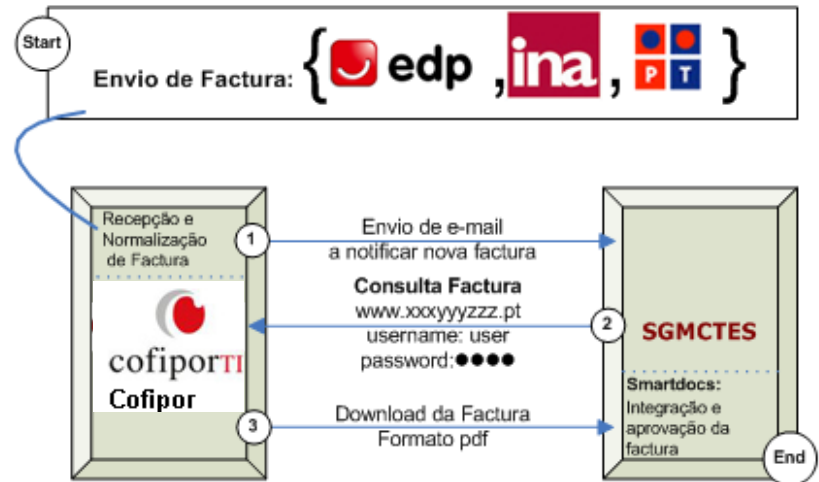 Start
Envio de Factura: { edp , ina , P T }
Recepção e
Normalização
de Factura
cofiporTI
Cofipor
1
Envio de e-mail
a notificar nova factura
Consulta Factura
www.xxxyyyzzz.pt
username: user
password:●●●●
2
3
Download da Factura
Formato pdf
SGMCTES
Smartdocs:
Integração e
aprovação da
factura
End